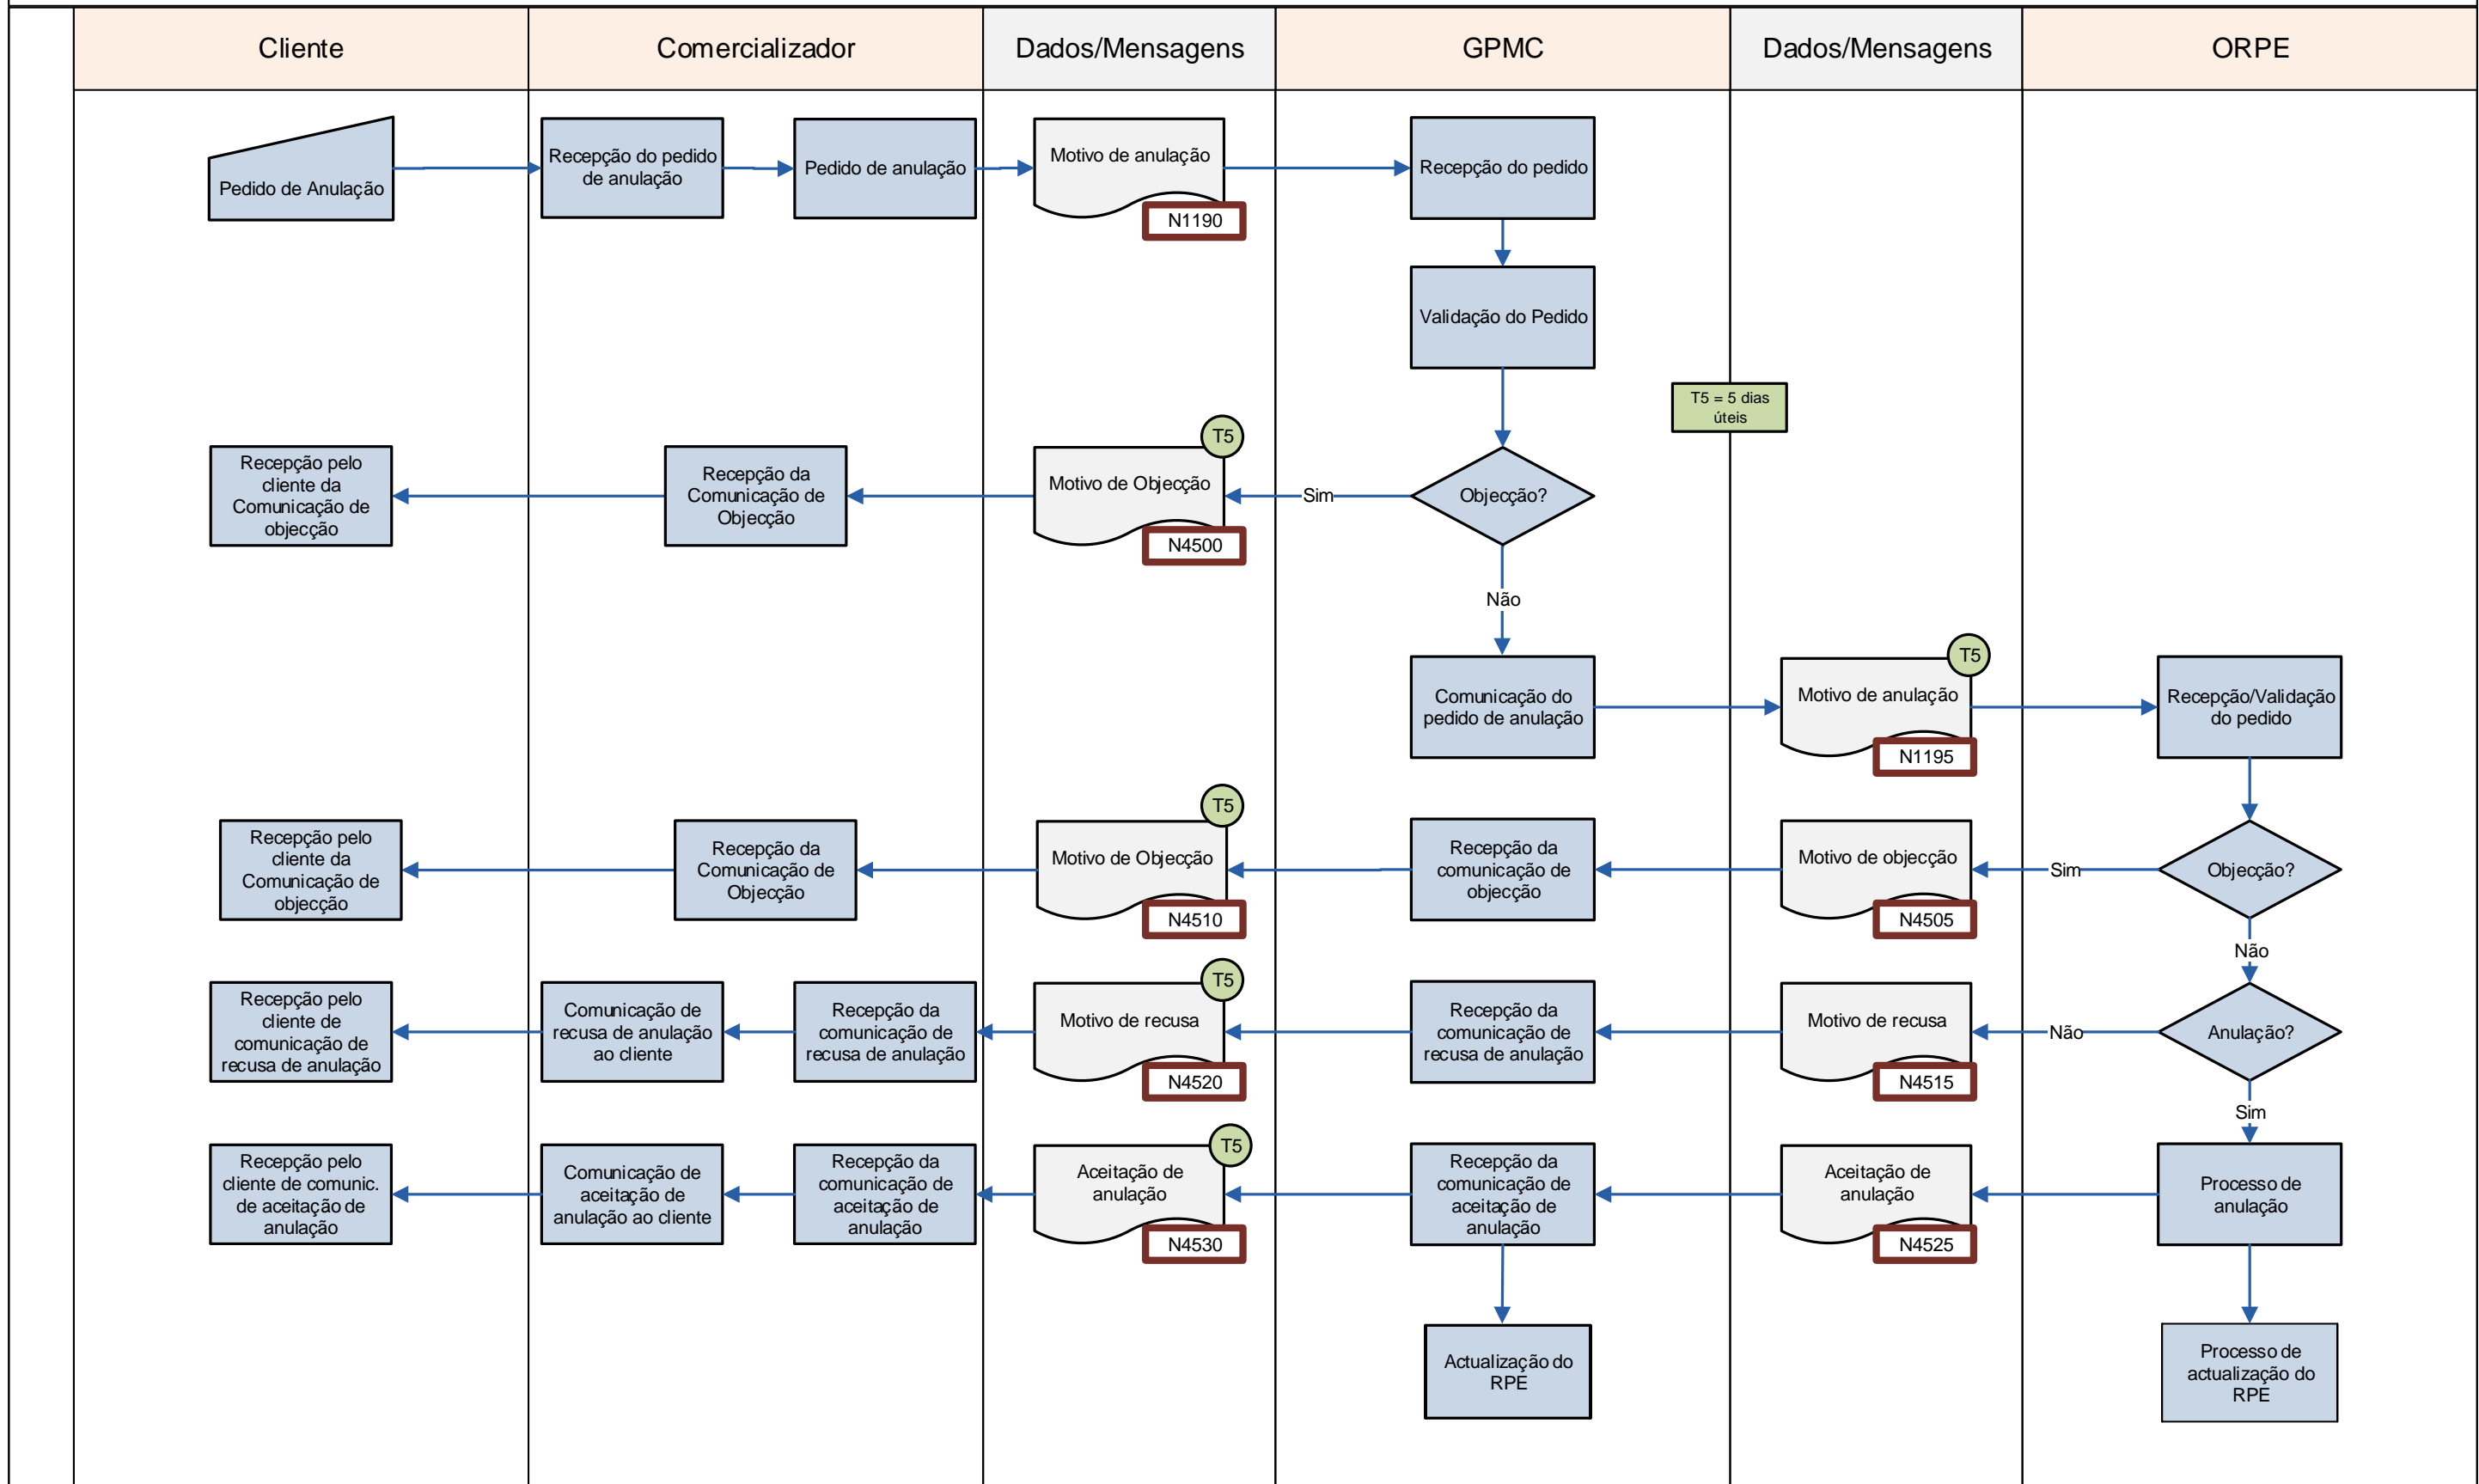 Cliente
Comercializador
Dados/Mensagens
GPMC
Dados/Mensagens
ORPE
Pedido de Anulação
Recepção do pedido
de anulação
Pedido de anulação
Motivo de anulação
N1190
Recepção do pedido
Validação do Pedido
T5 = 5 dias
úteis
Recepção pelo
cliente da
Comunicação de
objecção
Recepção da
Comunicação de
Objecção
T5
Motivo de Objecção
N4500
Sim
Objecção?
Não
Comunicação do
pedido de anulação
T5
Motivo de anulação
N1195
Recepção/Validação
do pedido
Recepção pelo
cliente da
Comunicação de
objecção
Recepção da
Comunicação de
Objecção
T5
Motivo de Objecção
N4510
Recepção da
comunicação de
objecção
Motivo de objecção
N4505
Sim
Objecção?
Não
Recepção pelo
cliente de
comunicação de
recusa de anulação
Comunicação de
recusa de anulação
ao cliente
Recepção da
comunicação de
recusa de anulação
T5
Motivo de recusa
N4520
Recepção da
comunicação de
recusa de anulação
Motivo de recusa
N4515
Não
Anulação?
Sim
Recepção pelo
cliente de comunic.
de aceitação de
anulação
Comunicação de
aceitação de
anulação ao cliente
Recepção da
comunicação de
aceitação de
anulação
T5
Aceitação de
anulação
N4530
Recepção da
comunicação de
aceitação de
anulação
Aceitação de
anulação
N4525
Processo de
anulação
Actualização do
RPE
Processo de
actualização do
RPE